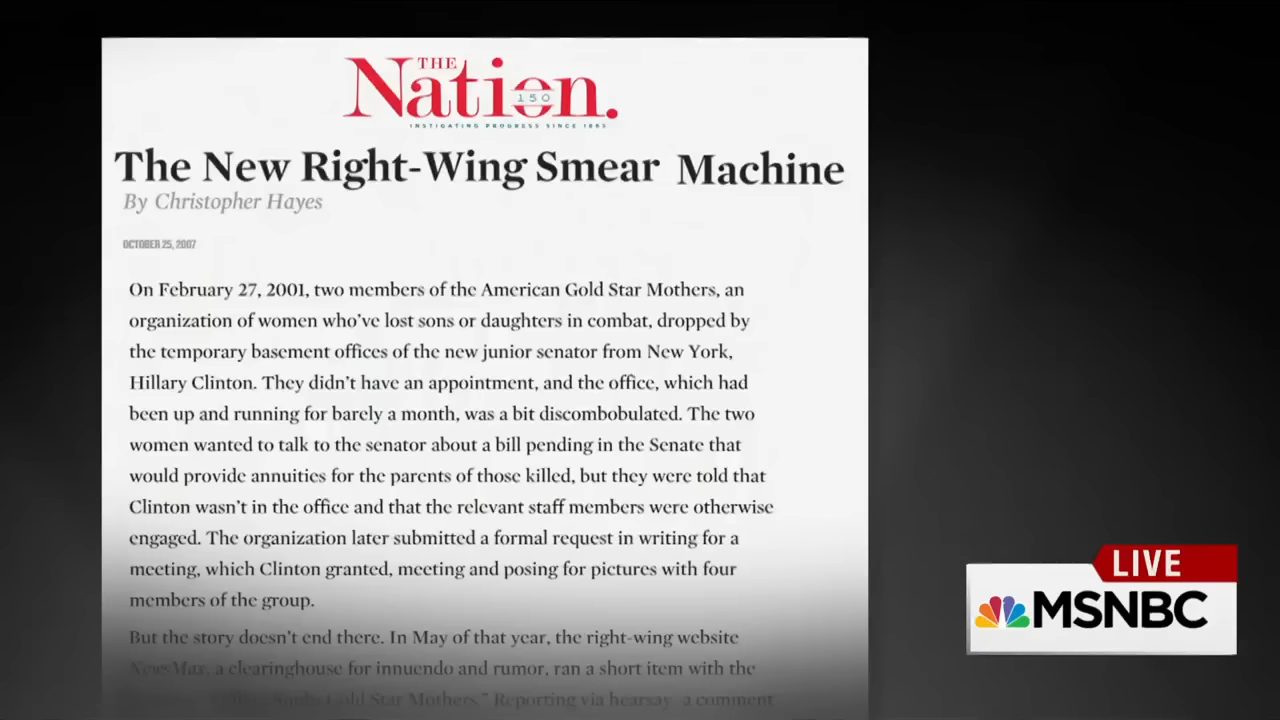 THE
Nation.
150
INSTIGATING PROGRESS SINCE 1865
The New Right-Wing Smear Machine
By Christopher Hayes
OCTOBER 25, 2007
On February 27, 2001, two members of the American Gold Star Mothers, an
organization of women who've lost sons or daughters in combat, dropped by
the temporary basement offices of the new junior senator from New York,
Hillary Clinton. They didn't have an appointment, and the office, which had
been up and running for barely a month, was a bit discombobulated. The two
women wanted to talk to the senator about a bill pending in the Senate that
would provide annuities for the parents of those killed, but they were told that
Clinton wasn't in the office and that the relevant staff members were otherwise
engaged. The organization later submitted a formal request in writing for a
meeting, which Clinton granted, meeting and posing for pictures with four
members of the group.
But the story doesn't end there. In May of that year, the right-wing website
NewsMax, a clearinghouse for innuendo and rumor, ran a short item with the
Snubs Gold Star Mothers." Reporting via hearsay a comment
LIVE
MSNBC